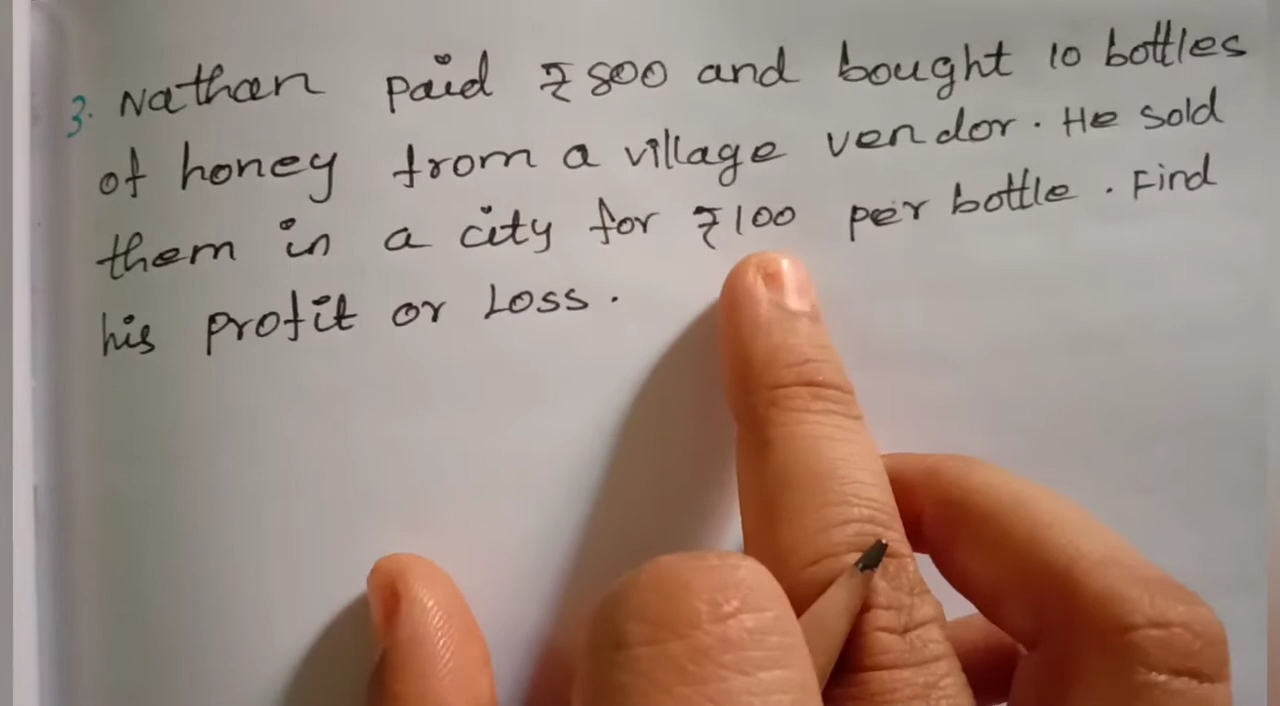 3. Nathan paid ₹800 and bought 10 bottles
of honey from a village vendor. He sold
them in a city for ₹100 per bottle. Find
his profit or Loss.